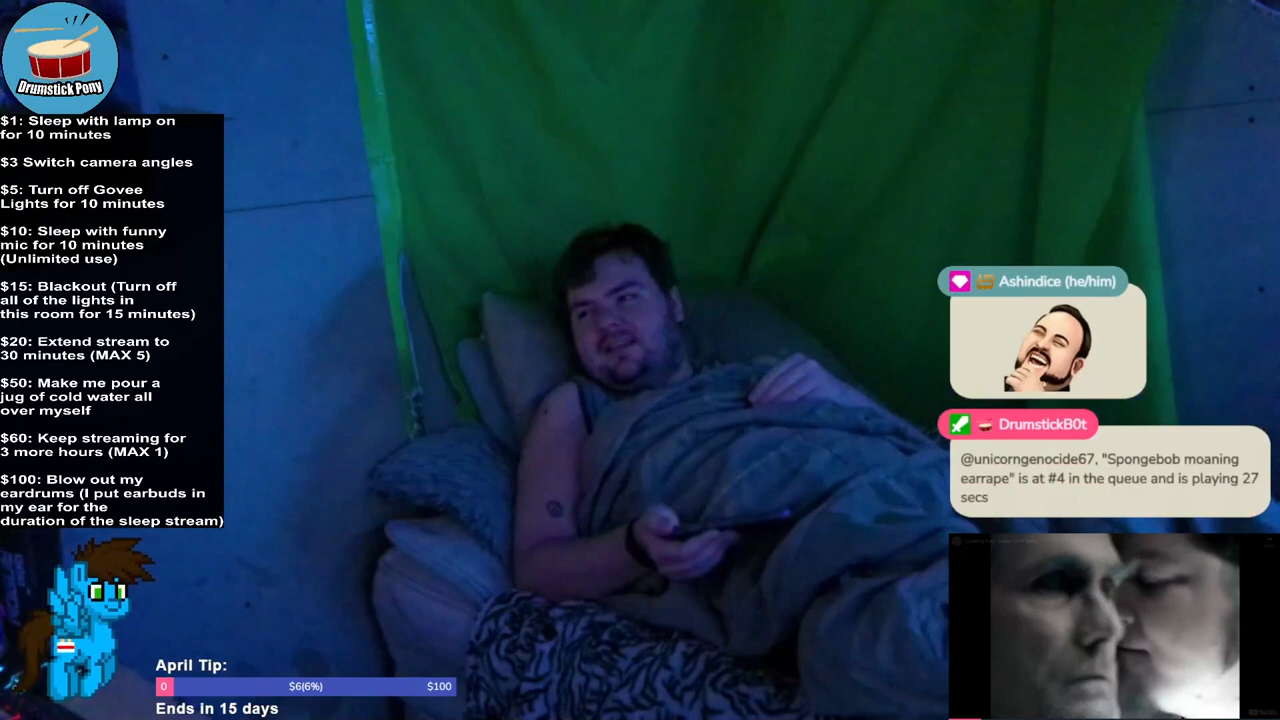 Drumstick Pony
$1: Sleep with lamp on
for 10 minutes
$3 Switch camera angles
$5: Turn off Govee
Lights for 10 minutes
$10: Sleep with funny
mic for 10 minutes
(Unlimited use)
$15: Blackout (Turn off
all of the lights in
this room for 15 minutes)
$20: Extend stream to
30 minutes (MAX 5)
$50: Make me pour a
jug of cold water all
over myself
$60: Keep streaming for
3 more hours (MAX 1)
$100: Blow out my
eardrums (I put earbuds in
my ear for the
duration of the sleep stream)
Ashindice (he/him)
DrumstickB0t
@unicorngenocide67, "Spongebob moaning
earrape" is at #4 in the queue and is playing 27
secs
April Tip:
0 $6(6%) $100
Ends in 15 days